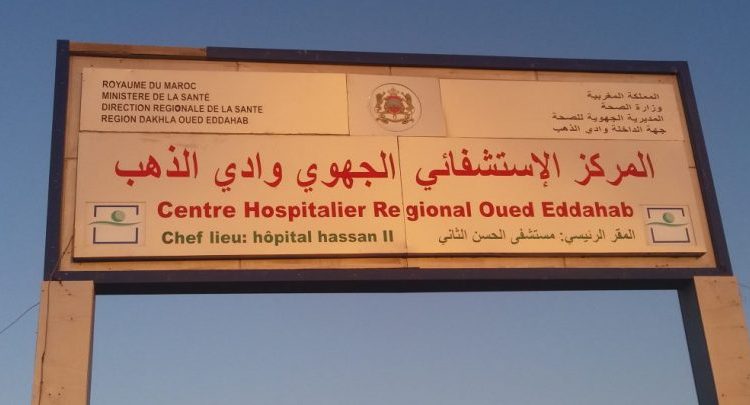 ROYAUME DU MAROC
MINISTERE DE LA SANTÉ
DIRECTION REGIONALE DE LA SANTE
REGION DAKHLA OUED EDDAHAB
المملكة المغربية
وزارة الصحة
المديرية الجهوية للصحة
جهة الداخلة وادي الذهب
المركز الإستشفائي الجهوي وادي الذهب
Centre Hospitalier Regional Oued Eddahab
Chef lieu: hôpital hassan II
المقر الرئيسي: مستشفى الحسن الثاني